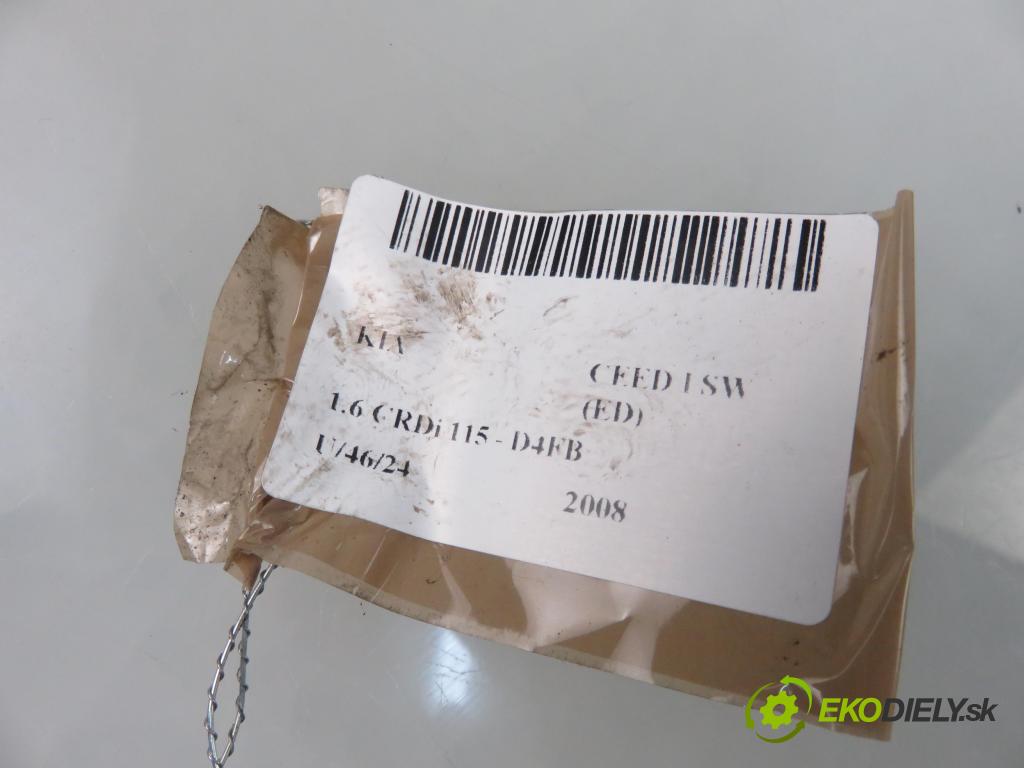 KIA
CEED I SW
(ED)
1.6 CRDi 115 - D4FB
U/46/24
2008
EKODIELY.sk